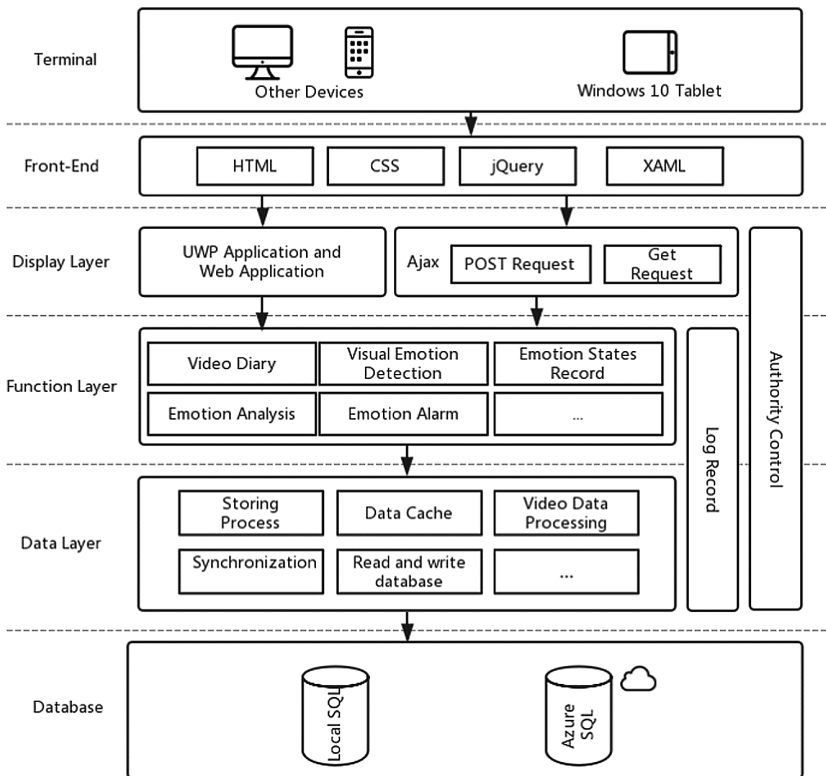 Terminal
Other Devices
Windows 10 Tablet
Front-End
HTML
CSS
jQuery
XAML
Display Layer
UWP Application and
Web Application
Ajax
POST Request
Get
Request
Function Layer
Video Diary
Visual Emotion
Detection
Emotion States
Record
Emotion Analysis
Emotion Alarm
...
Log Record
Authority Control
Data Layer
Storing
Process
Data Cache
Video Data
Processing
Synchronization
Read and write
database
...
Database
Local SQL
Azure
SQL